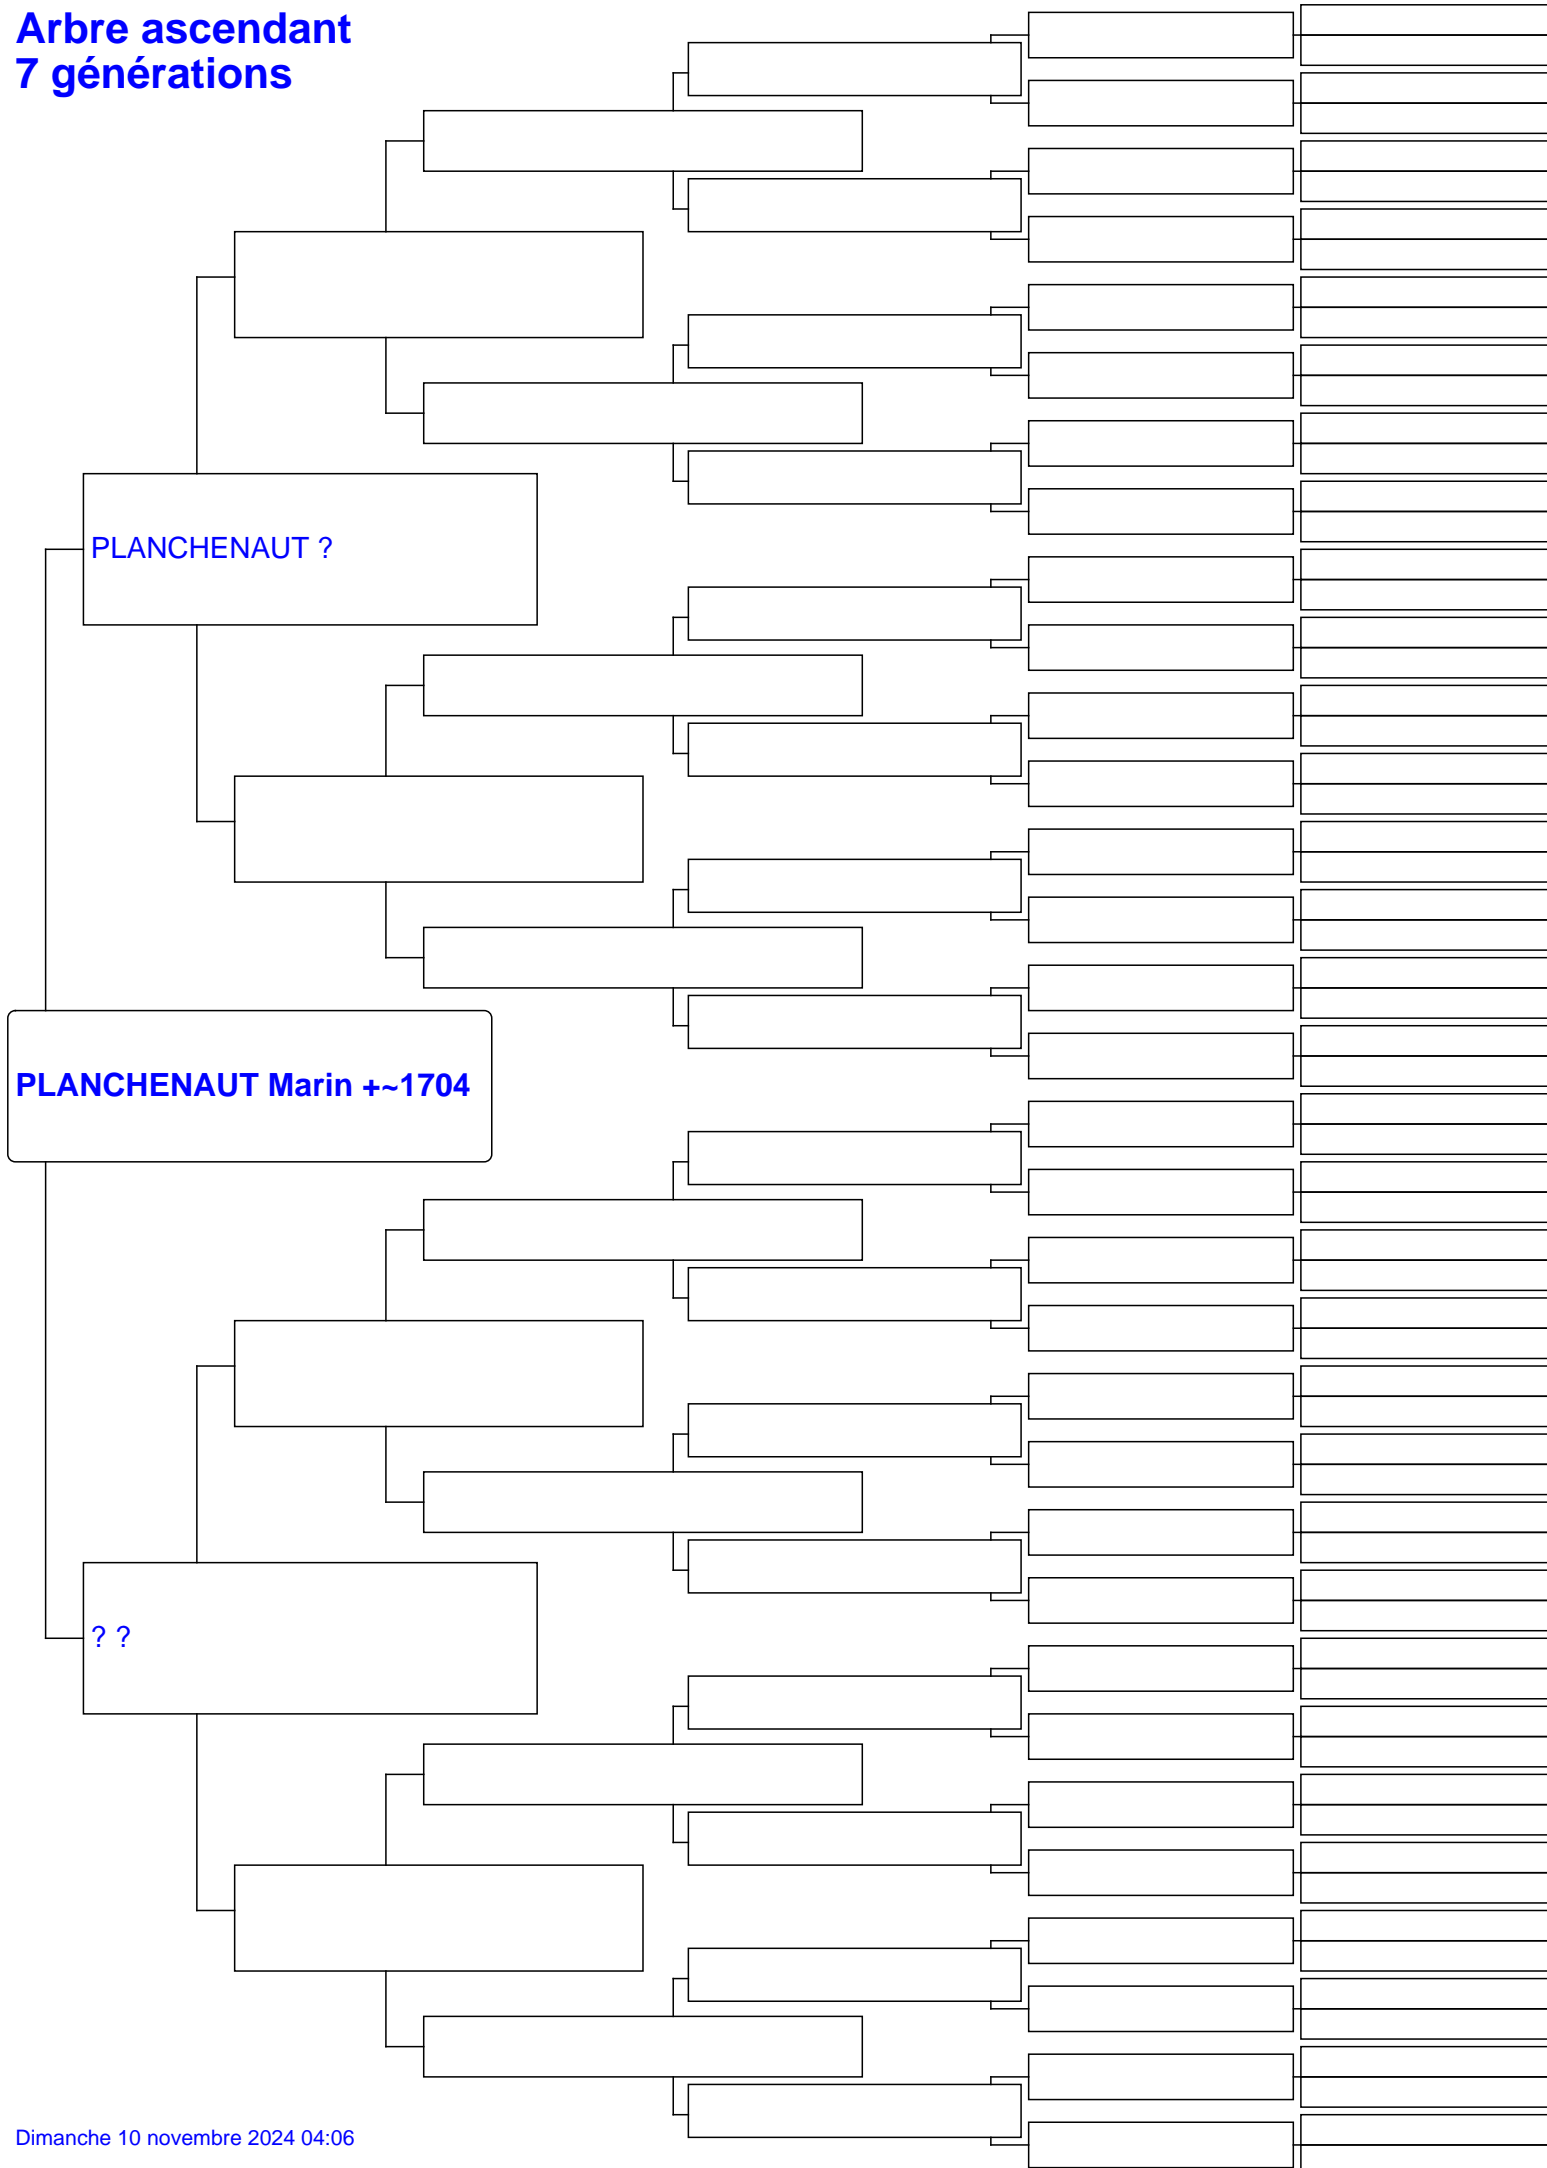 Arbre ascendant
7 générations
PLANCHENAUT ?
PLANCHENAUT Marin +~1704
? ?
Dimanche 10 novembre 2024 04:06